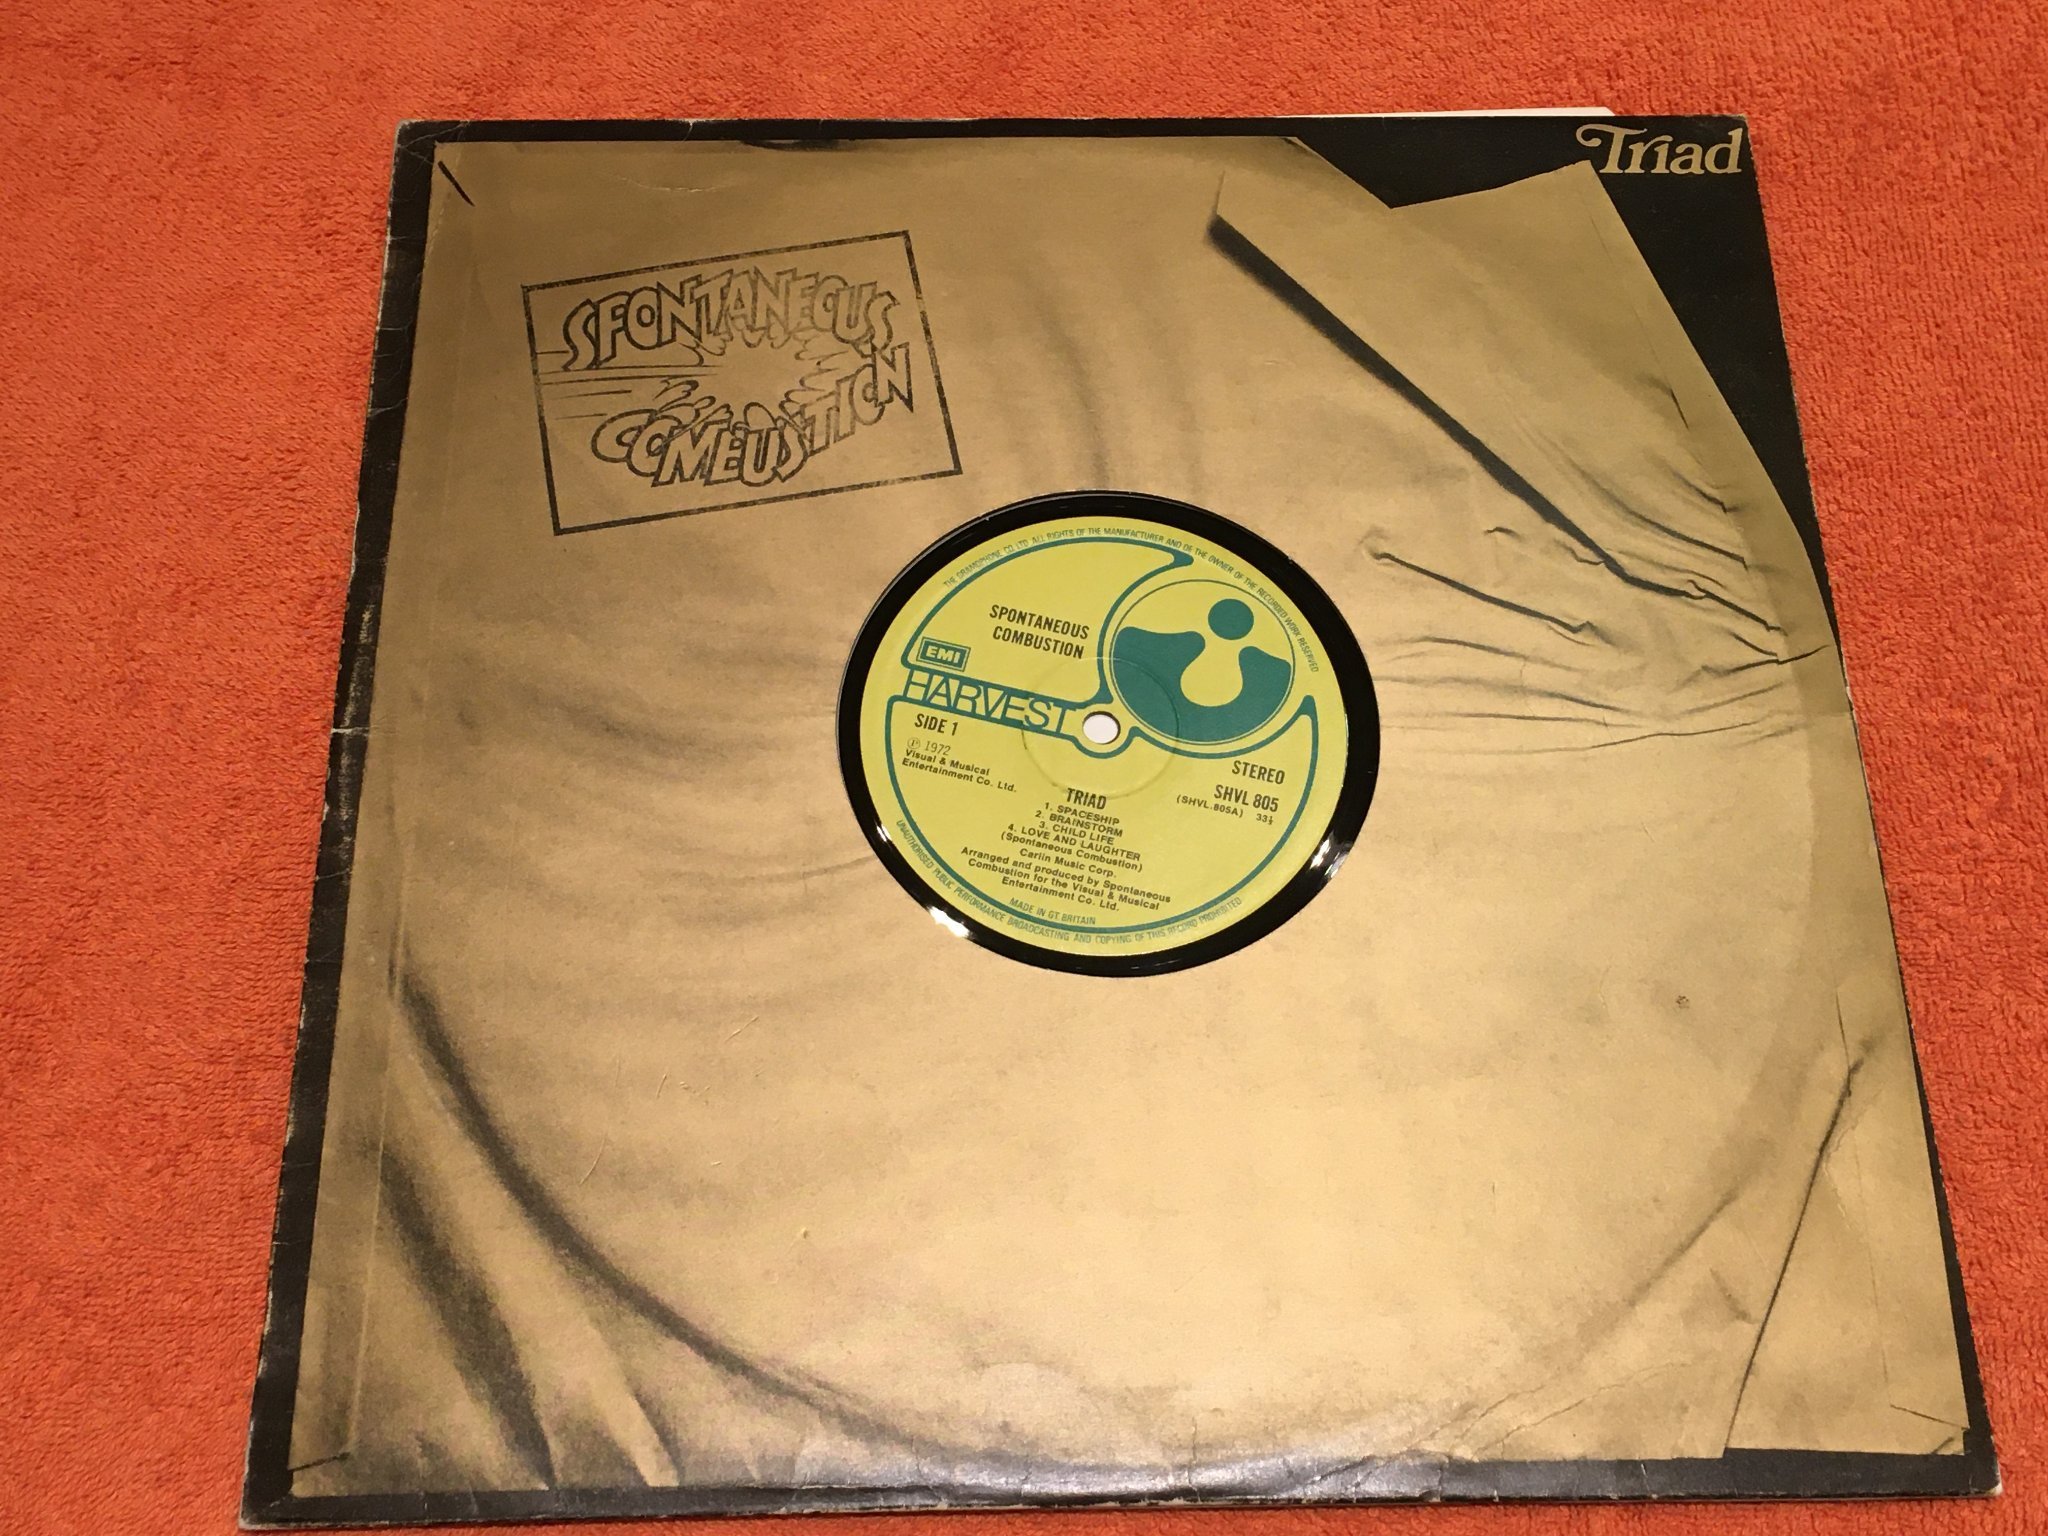 Triad
SPONTANEOUS
COMBUSTION
THE GRAMOPHONE CO LTD. ALL RIGHTS OF THE MANUFACTURER AND OF THE OWNER OF THE RECORDED WORK RESERVED
SPONTANEOUS
COMBUSTION
EMI
HARVEST
SIDE 1
℗ 1972
Visual & Musical
Entertainment Co. Ltd.
STEREO
SHVL 805
(SHVL.805A) 33⅓
TRIAD
1. SPACESHIP
2. BRAINSTORM
3. CHILD LIFE
4. LOVE AND LAUGHTER
(Spontaneous Combustion)
Carlin Music Corp.
Arranged and produced by Spontaneous
Combustion for the Visual & Musical
Entertainment Co. Ltd.
MADE IN GT. BRITAIN
UNAUTHORISED PUBLIC PERFORMANCE BROADCASTING AND COPYING OF THIS RECORD PROHIBITED